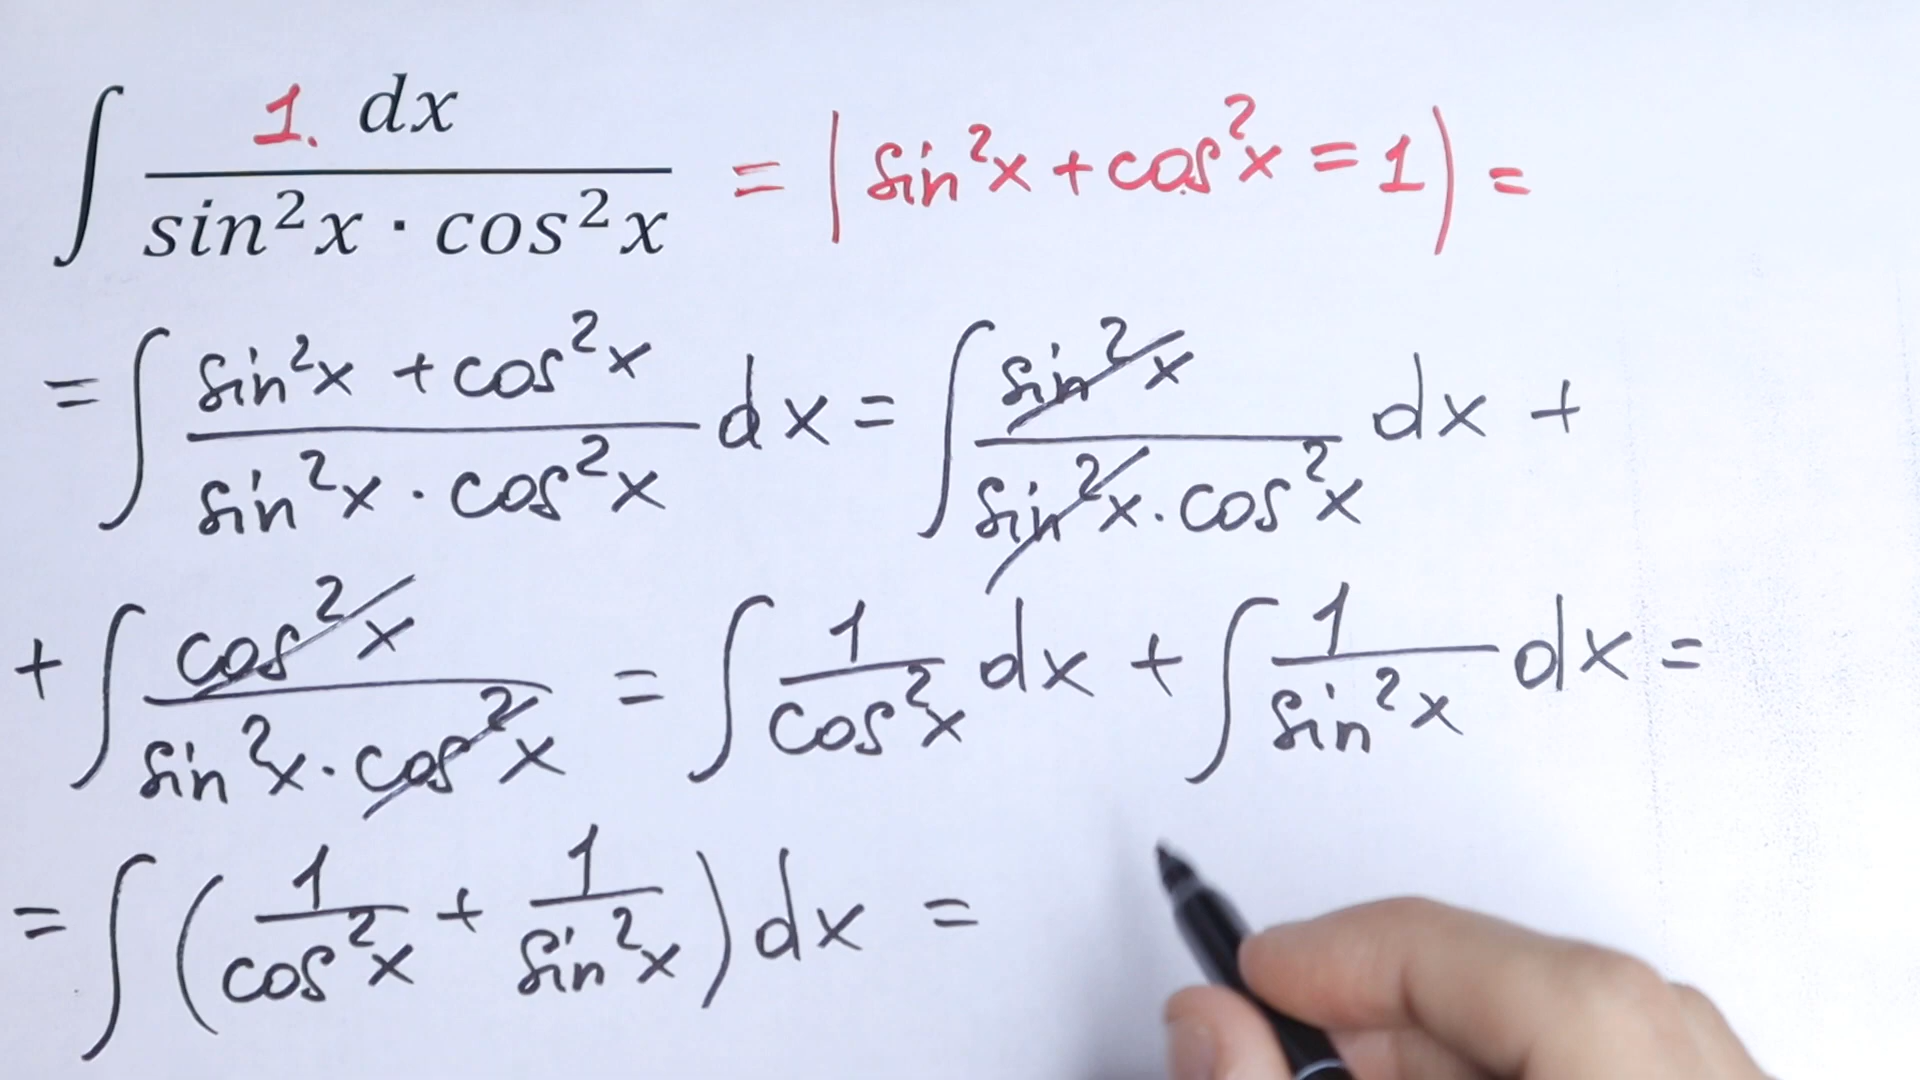 ∫ 1. dx / (sin²x · cos²x) = | sin²x + cos²x = 1 | =
= ∫ (sin²x + cos²x) / (sin²x · cos²x) dx = ∫ sin²x / (sin²x · cos²x) dx +
+ ∫ cos²x / (sin²x · cos²x) = ∫ 1 / cos²x dx + ∫ 1 / sin²x dx =
= ∫ (1 / cos²x + 1 / sin²x) dx =